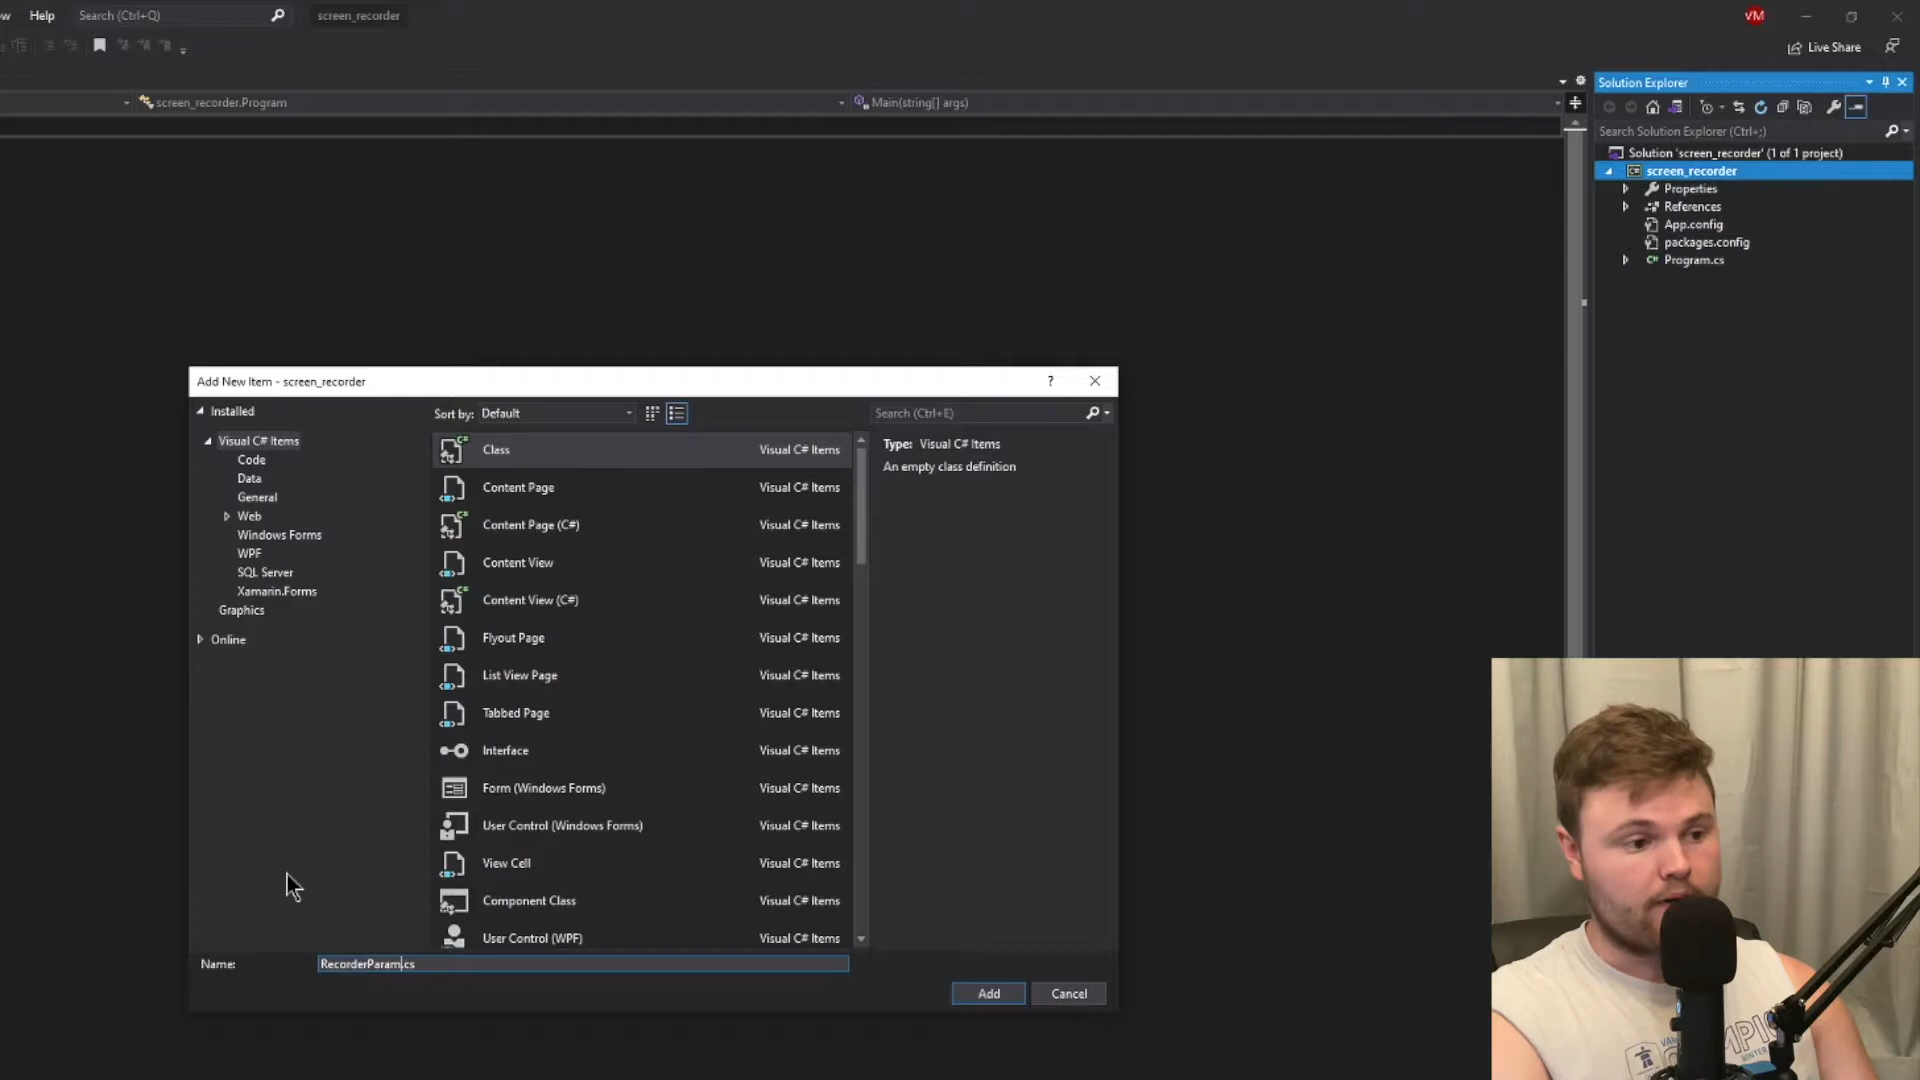 ow Help Search (Ctrl+Q) screen_recorder VM
Live Share
Solution Explorer
screen_recorder.Program Main(string[] args)
Search Solution Explorer (Ctrl+;)
Solution 'screen_recorder' (1 of 1 project)
C# screen_recorder
Properties
References
App.config
packages.config
C# Program.cs
Add New Item - screen_recorder ?
Installed
Sort by: Default
Search (Ctrl+E)
Visual C# Items
Code
Data
General
Web
Windows Forms
WPF
SQL Server
Xamarin.Forms
Graphics
Online
Class Visual C# Items
Content Page Visual C# Items
Content Page (C#) Visual C# Items
Content View Visual C# Items
Content View (C#) Visual C# Items
Flyout Page Visual C# Items
List View Page Visual C# Items
Tabbed Page Visual C# Items
Interface Visual C# Items
Form (Windows Forms) Visual C# Items
User Control (Windows Forms) Visual C# Items
View Cell Visual C# Items
Component Class Visual C# Items
User Control (WPF) Visual C# Items
Type: Visual C# Items
An empty class definition
Name: RecorderParam.cs
Add Cancel
WINTER